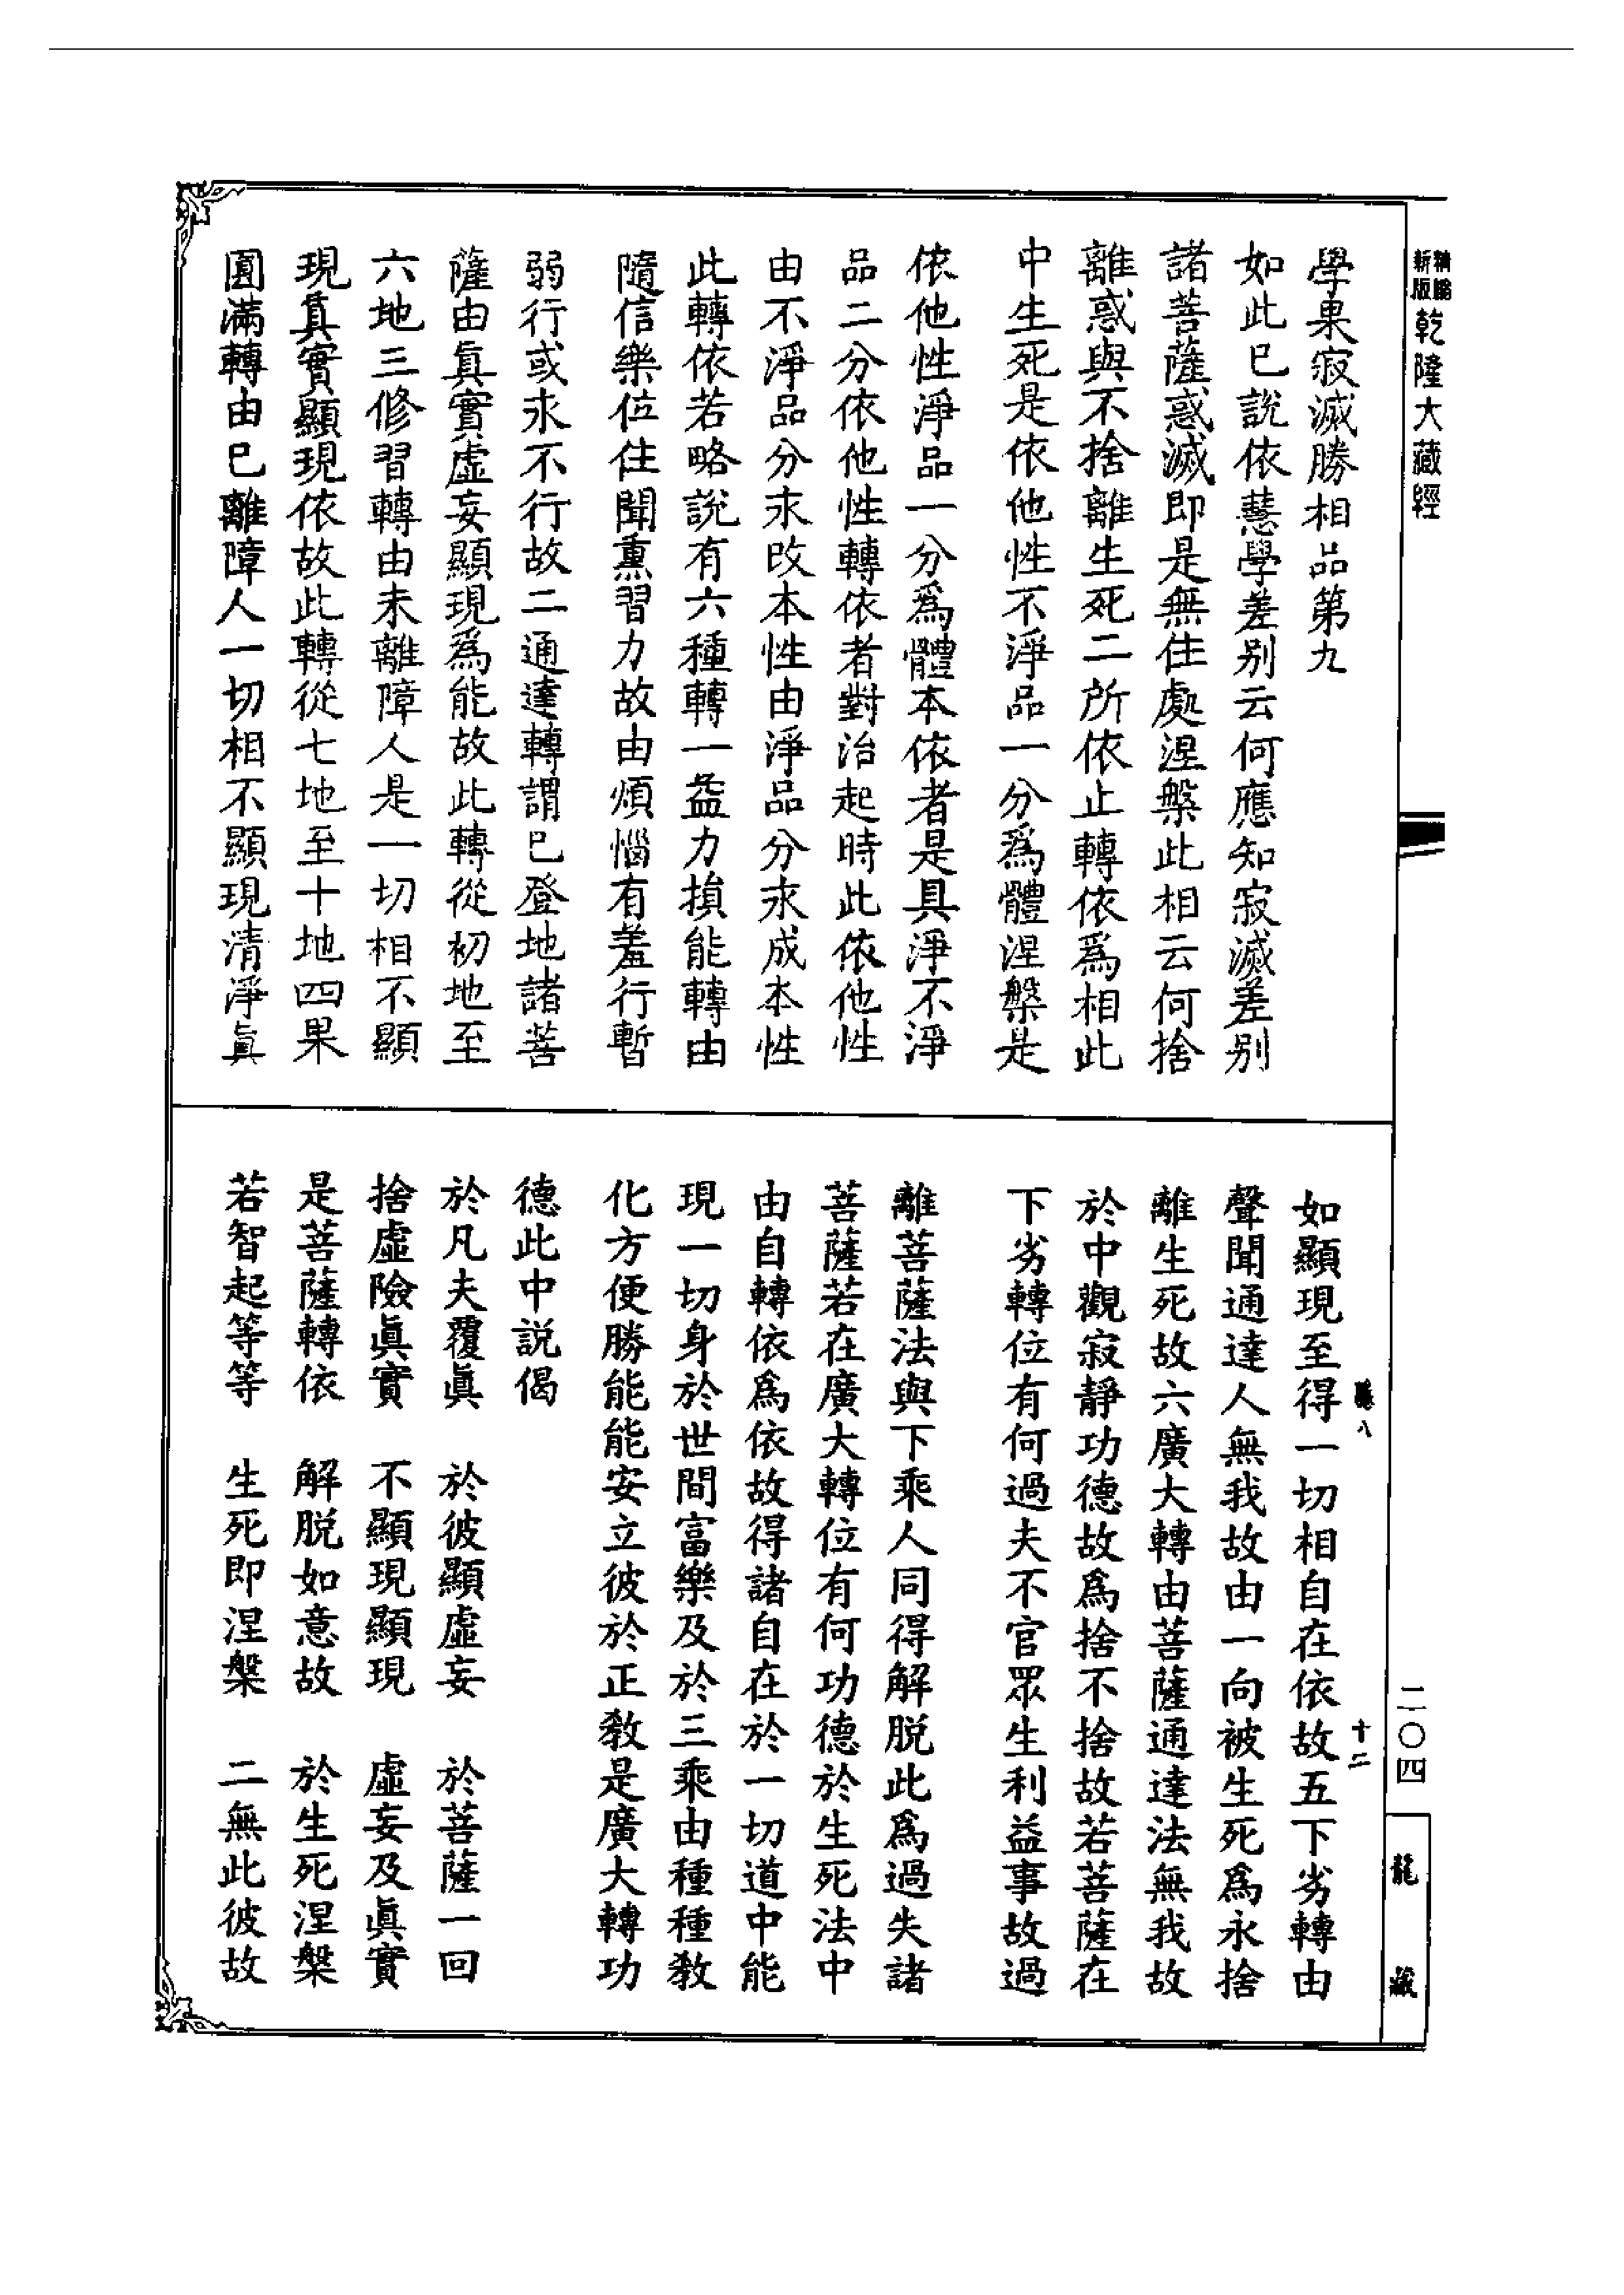 新版
乾隆大藏經
學果寂滅勝相品第九
如此已說依慧學差别云何應知寂滅差别
諸菩薩惑滅即是無住處涅槃此相云何捨
離惑與不捨離生死二所依止轉依爲相此
中生死是依他性不淨品一分爲體涅槃是
依他性淨品一分爲體本依者是具淨不淨
品二分依他性轉依者對治起時此依他性
由不淨品分永改本性由淨品分永成本性
此轉依若略說有六種轉一益力損能轉由
隨信樂位住聞熏習力故由煩惱有羞行暫
弱行或永不行故二通達轉謂已登地諸菩
薩由眞實虛妄顯現爲能故此轉從初地至
六地三修習轉由未離障人是一切相不顯
現眞實顯現依故此轉從七地至十地四果
圓滿轉由已離障人一切相不顯現清淨眞
如顯現至得一切相自在依故五下劣轉由
聲聞通達人無我故由一向被生死爲永捨
離生死故六廣大轉由菩薩通達法無我故
於中觀寂靜功德故爲捨不捨故若菩薩在
下劣轉位有何過失不官眾生利益事故過
離菩薩法與下乘人同得解脱此爲過失諸
菩薩若在廣大轉位有何功德於生死法中
由自轉依爲依故得諸自在於一切道中能
現一切身於世間富樂及於三乘由種種教
化方便勝能能安立彼於正教是廣大轉功
德此中説偈
於凡夫覆眞　於彼顯虛妄　於菩薩一回
捨虛險眞實　不顯現顯現　虛妄及眞實
是菩薩轉依　解脱如意故　於生死涅槃
若智起等等　生死即涅槃　二無此彼故
八
十二
二〇四
龍藏